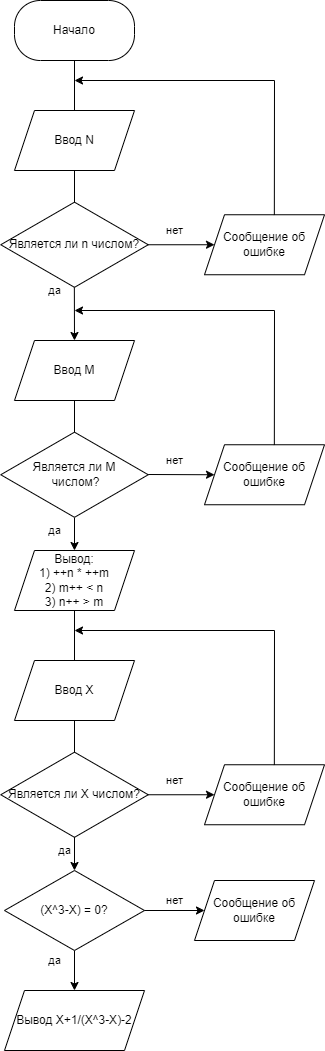 Начало
Ввод N
Является ли n числом?
нет
Сообщение об
ошибке
да
Ввод M
Является ли M
числом?
нет
Сообщение об
ошибке
да
Вывод:
1) ++n * ++m
2) m++ < n
3) n++ > m
Ввод X
Является ли X числом?
нет
Сообщение об
ошибке
да
(X^3-X) = 0?
нет
Сообщение об
ошибке
да
Вывод X+1/(X^3-X)-2